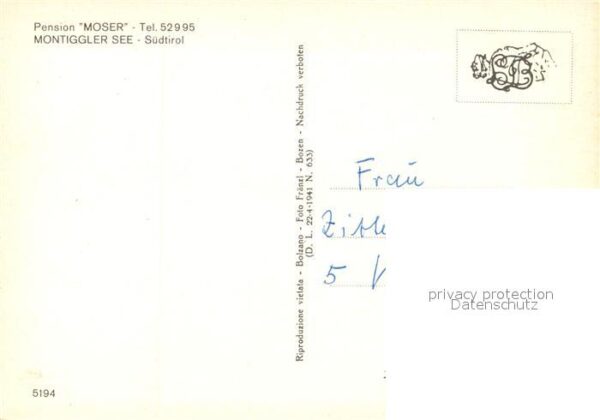 Pension "MOSER" - Tel. 52995
MONTIGGLER SEE - Südtirol
Riproduzione vietata - Bolzano - Foto Fränzl - Bozen - Nachdruck verboten
(D. L. 22-4-1941 N. 633)
Frau
5
privacy protection
Datenschutz
5194